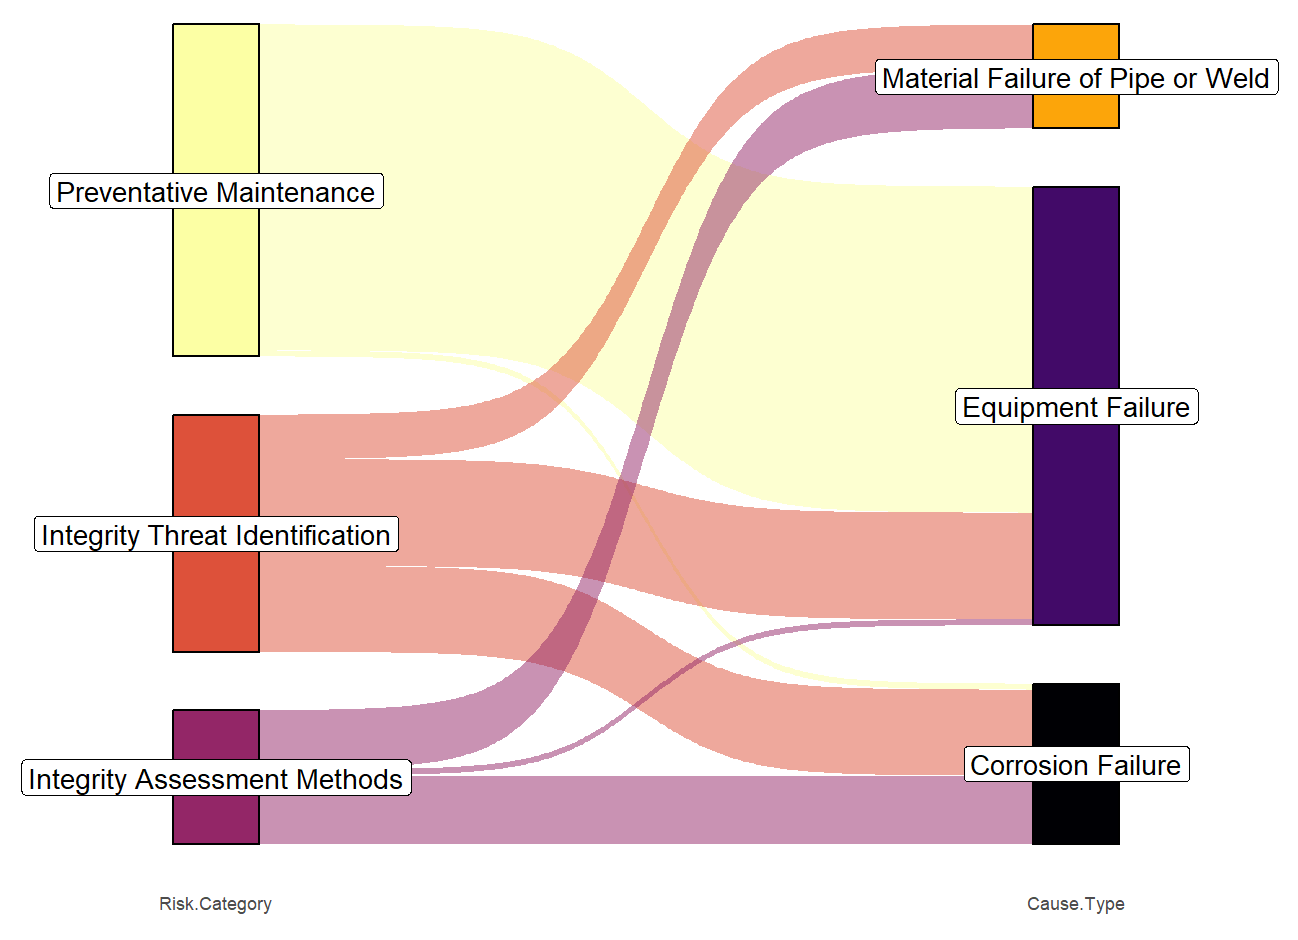 Material Failure of Pipe or Weld
Preventative Maintenance
Equipment Failure
Integrity Threat Identification
Corrosion Failure
Integrity Assessment Methods
Risk.Category
Cause.Type